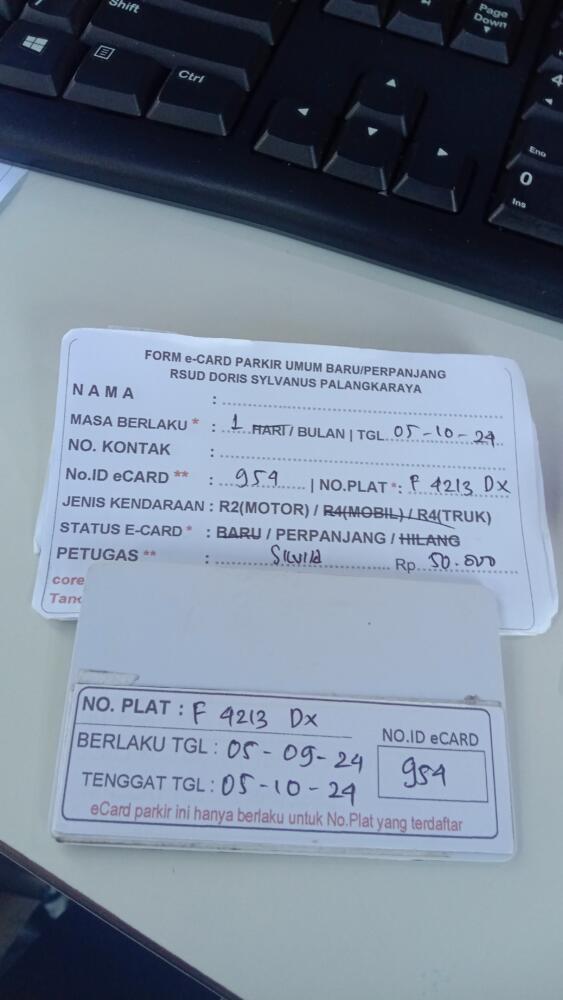 Shift
Page
Down
Ctrl
End
0
Ins
FORM e-CARD PARKIR UMUM BARU/PERPANJANG
RSUD DORIS SYLVANUS PALANGKARAYA
NAMA :
MASA BERLAKU * : 1 HARI / BULAN | TGL 05-10-24
NO. KONTAK :
No.ID eCARD ** : 954 | NO.PLAT *: F 4213 DX
JENIS KENDARAAN : R2(MOTOR) / R4(MOBIL) / R4(TRUK)
STATUS E-CARD * : BARU / PERPANJANG / HILANG
PETUGAS ** : Silvia Rp. 50.000
core
NO. PLAT : F 4213 DX
BERLAKU TGL : 05-09-24
TENGGAT TGL : 05-10-24
NO.ID eCARD
954
eCard parkir ini hanya berlaku untuk No.Plat yang terdaftar